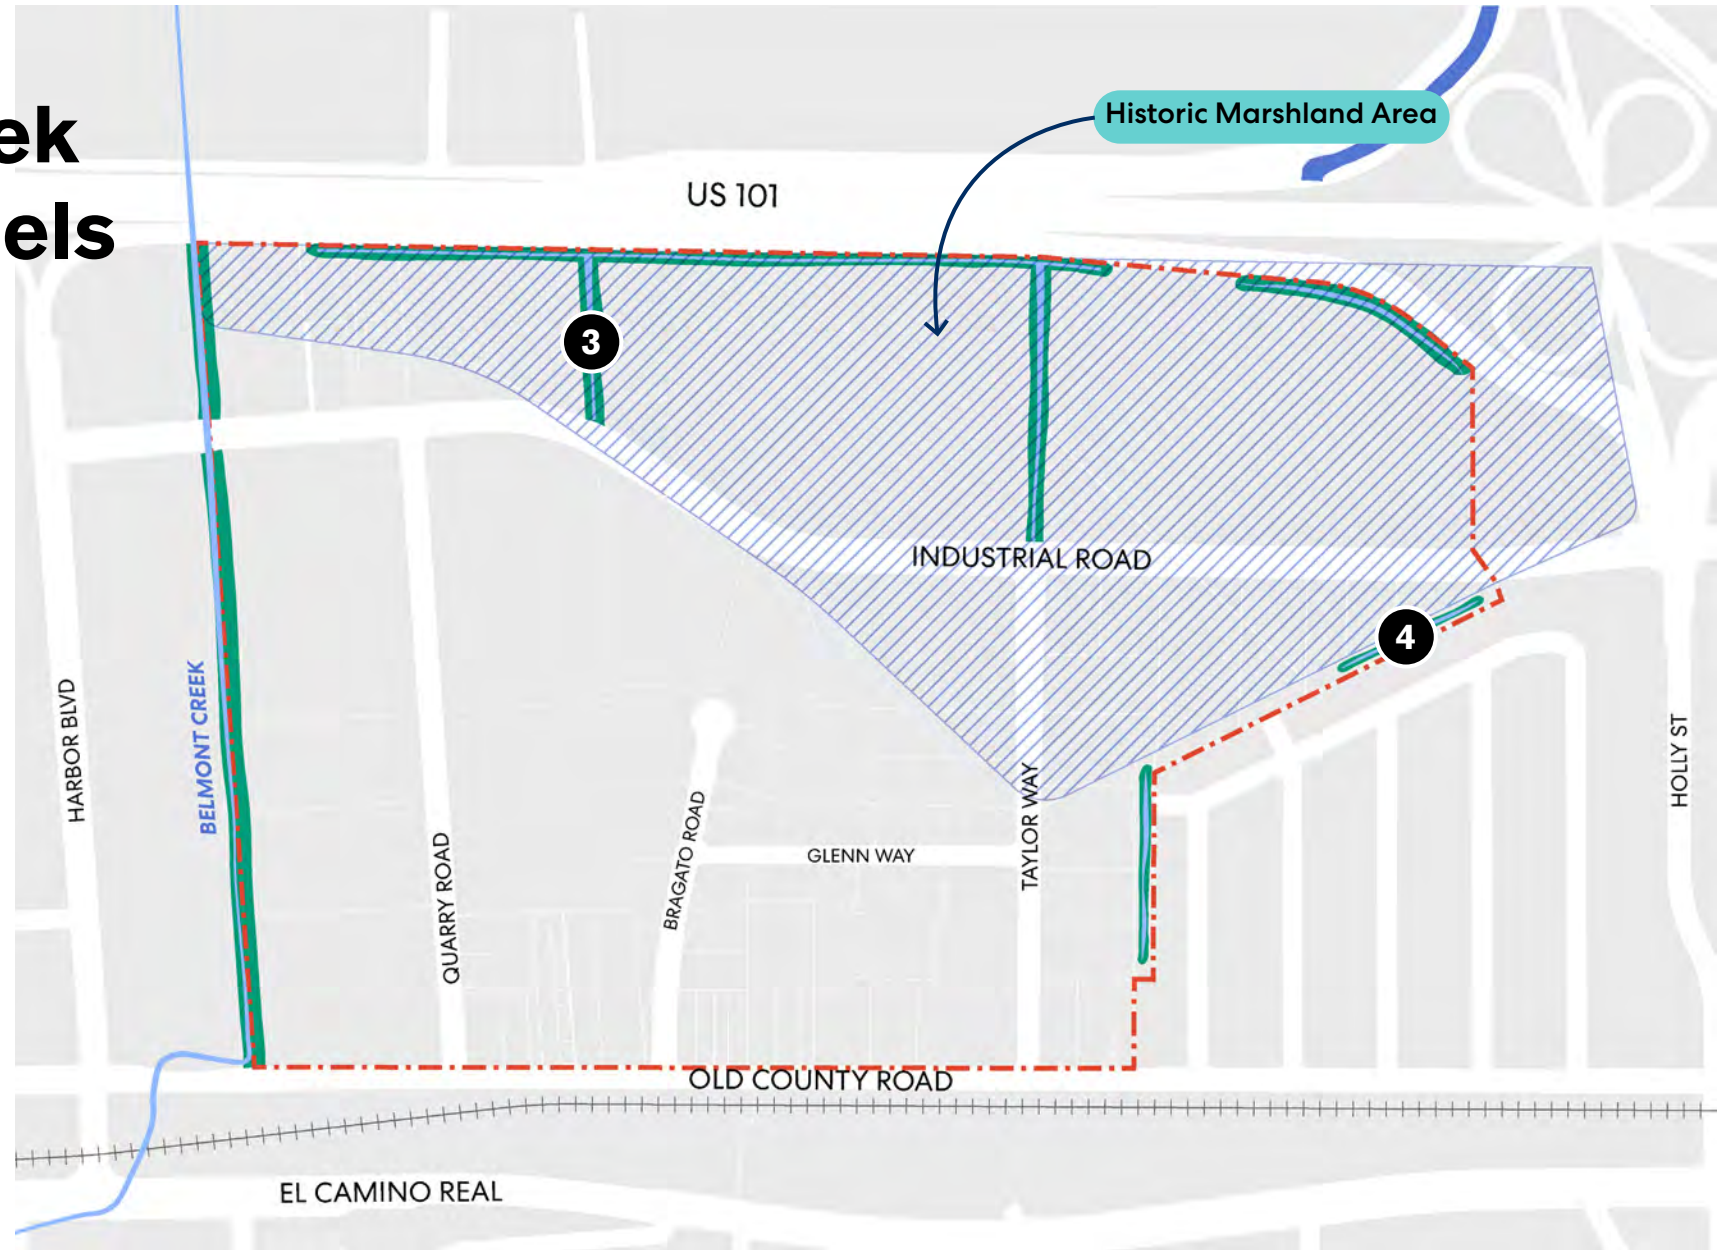 ek
els
Historic Marshland Area
US 101
3
INDUSTRIAL ROAD
4
HARBOR BLVD
BELMONT CREEK
QUARRY ROAD
BRAGATO ROAD
GLENN WAY
TAYLOR WAY
HOLLY ST
OLD COUNTY ROAD
EL CAMINO REAL